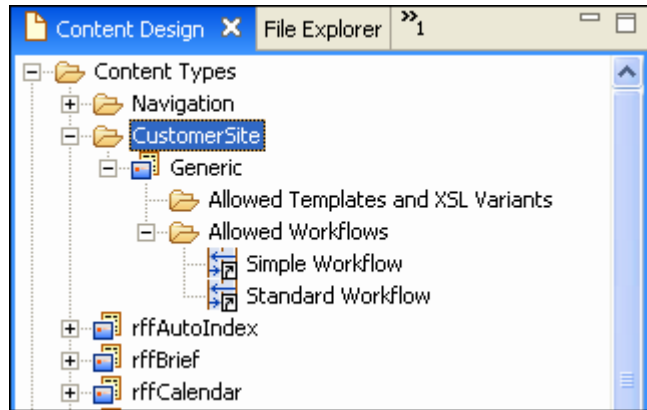 Content Design File Explorer »1
Content Types
Navigation
CustomerSite
Generic
Allowed Templates and XSL Variants
Allowed Workflows
Simple Workflow
Standard Workflow
rffAutoIndex
rffBrief
rffCalendar